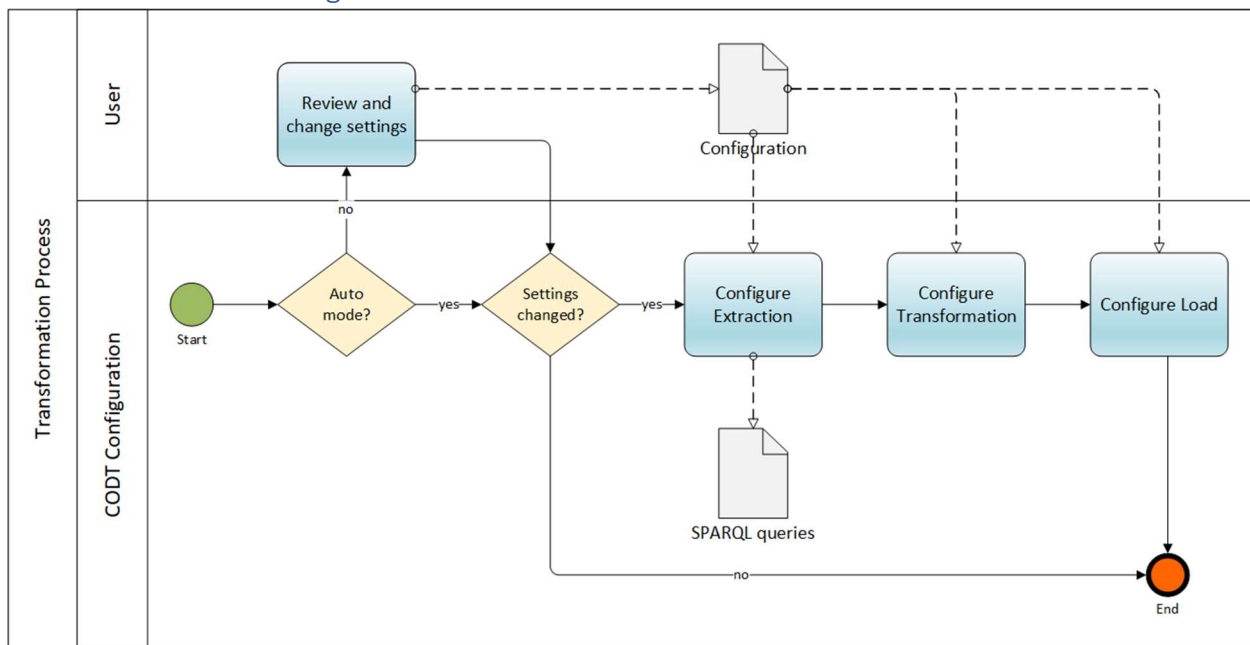 Transformation Process
User
CODT Configuration
Review and
change settings
Configuration
no
Start
Auto
mode?
yes
Settings
changed?
yes
Configure
Extraction
Configure
Transformation
Configure Load
SPARQL queries
no
End